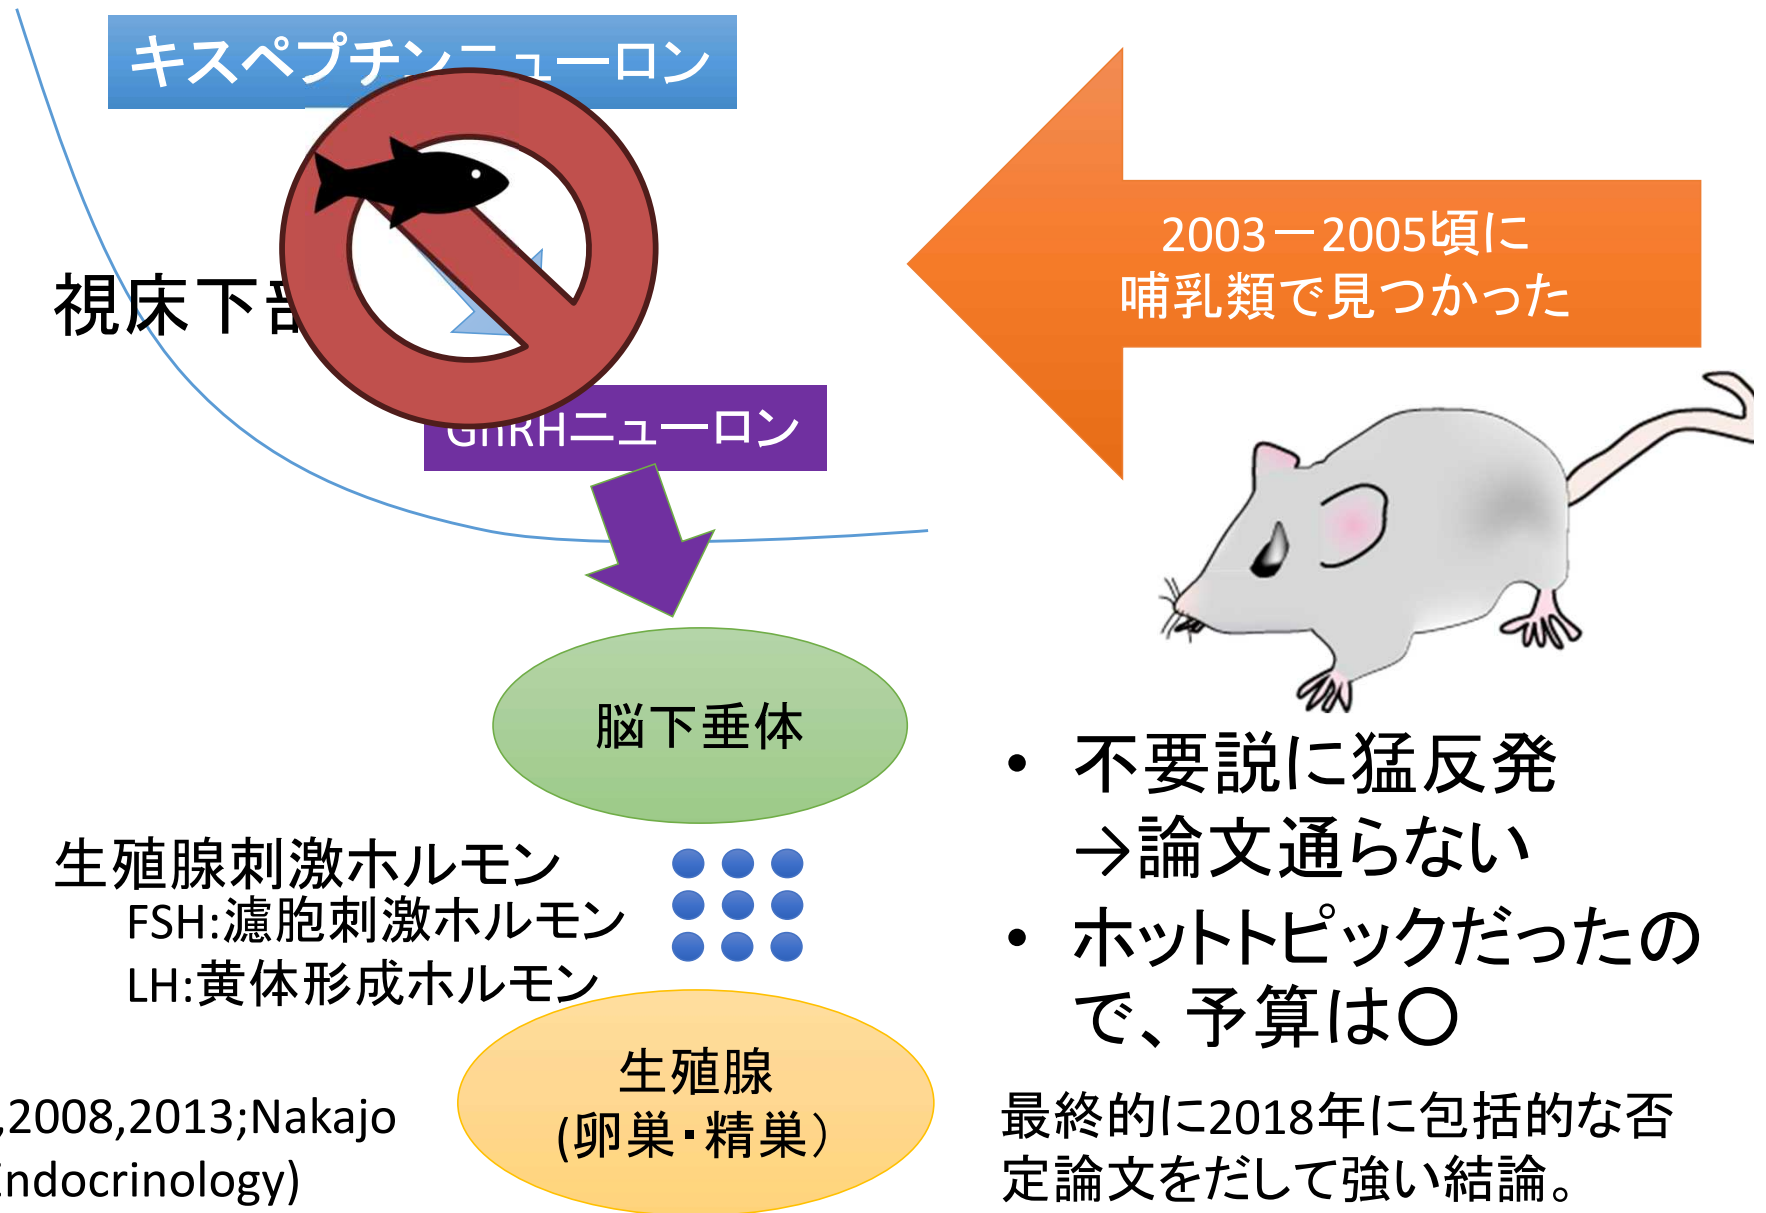 キスペプチンニューロン
視床下部
GnRHニューロン
脳下垂体
生殖腺刺激ホルモン
FSH:濾胞刺激ホルモン
LH:黄体形成ホルモン
生殖腺
(卵巣・精巣）
,2008,2013;Nakajo
Endocrinology)
2003－2005頃に
哺乳類で見つかった
• 不要説に猛反発
→論文通らない
• ホットトピックだったの
で、予算は〇
最終的に2018年に包括的な否
定論文をだして強い結論。